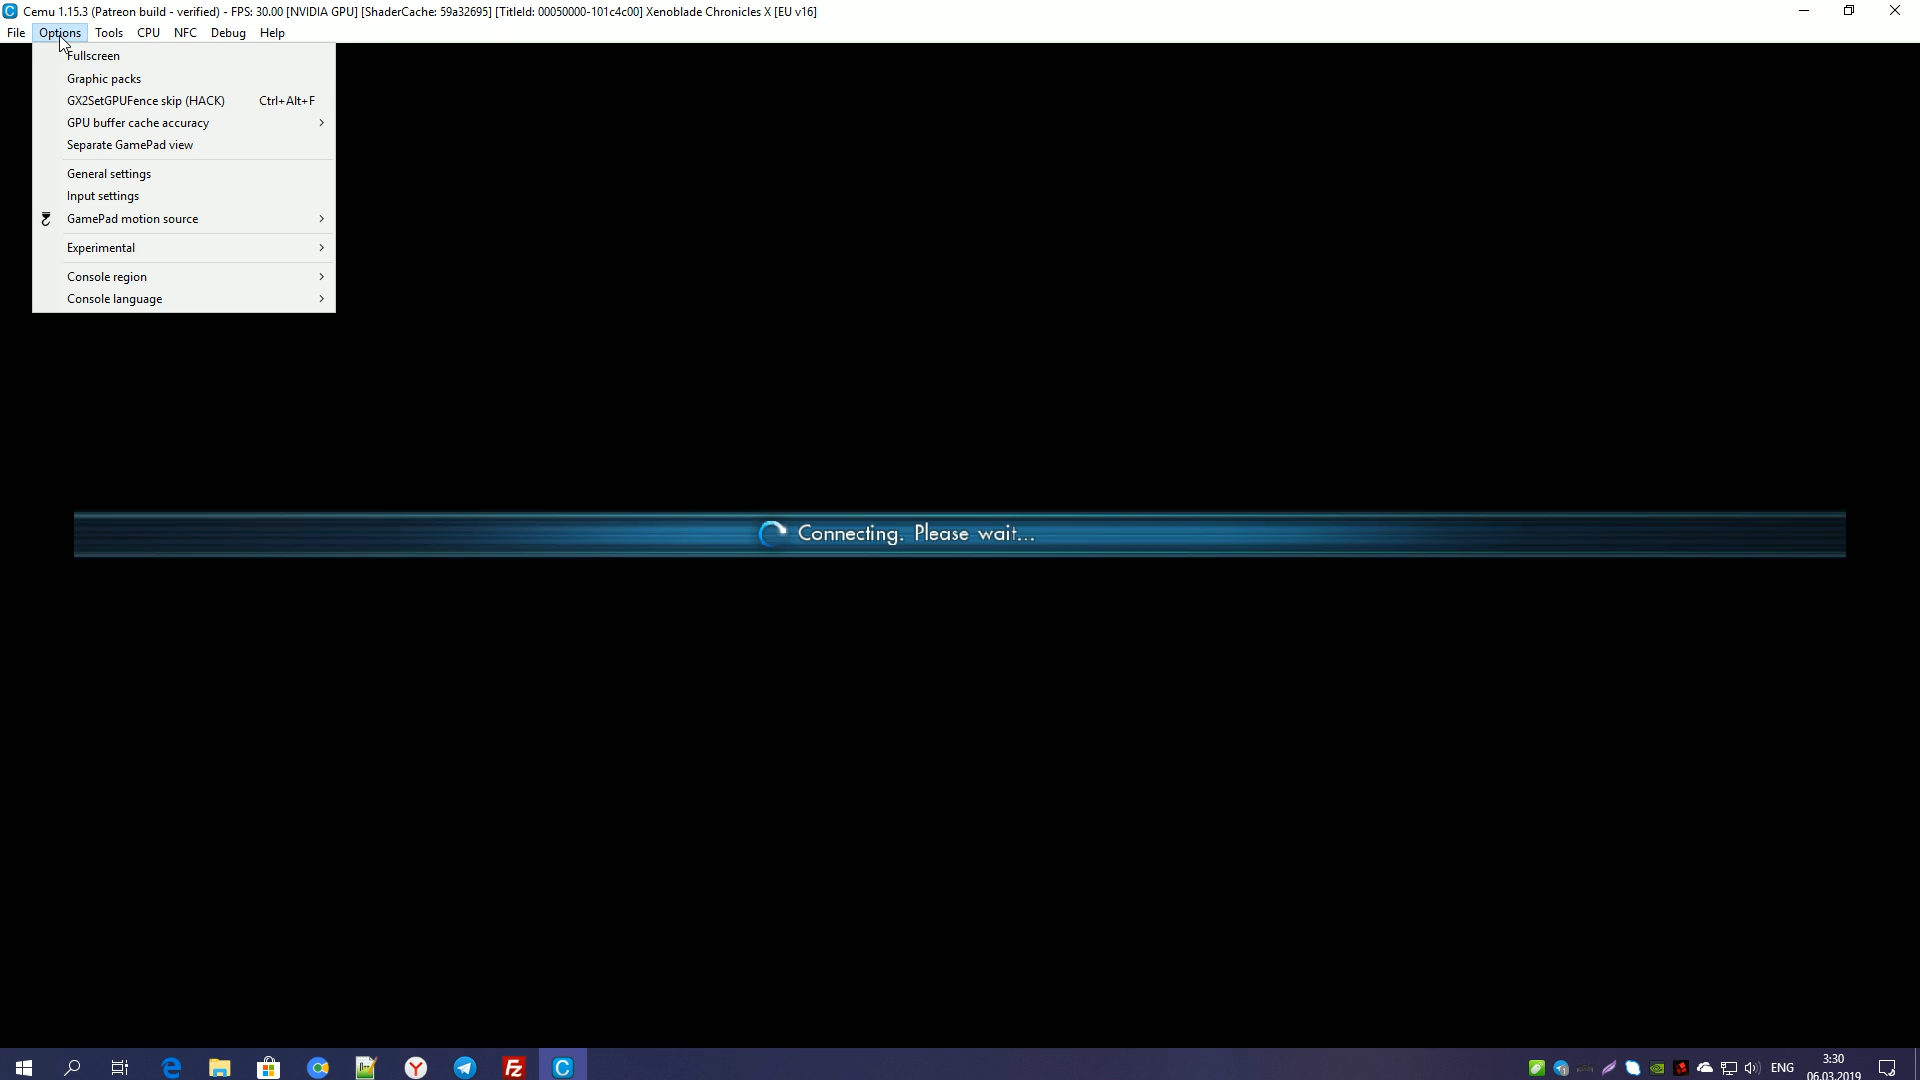 Cemu 1.15.3 (Patreon build - verified) - FPS: 30.00 [NVIDIA GPU] [ShaderCache: 59a32695] [TitleId: 00050000-101c4c00] Xenoblade Chronicles X [EU v16]
File Options Tools CPU NFC Debug Help
Fullscreen
Graphic packs
GX2SetGPUFence skip (HACK) Ctrl+Alt+F
GPU buffer cache accuracy
Separate GamePad view
General settings
Input settings
GamePad motion source
Experimental
Console region
Console language
Connecting. Please wait...
ENG
3:30
06.03.2019